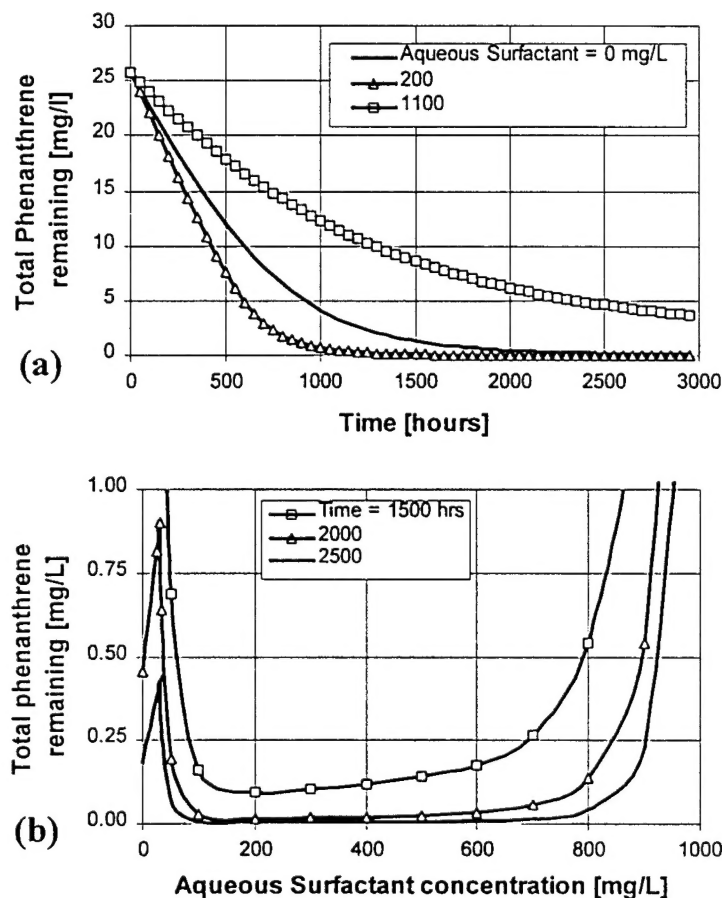 30
25
20
15
10
5
0
Total Phenanthrene
remaining [mg/l]
Aqueous Surfactant = 0 mg/L
200
1100
(a)
0 500 1000 1500 2000 2500 3000
Time [hours]
1.00
0.75
0.50
0.25
0.00
Total phenanthrene
remaining [mg/L]
Time = 1500 hrs
2000
2500
(b)
0 200 400 600 800 1000
Aqueous Surfactant concentration [mg/L]